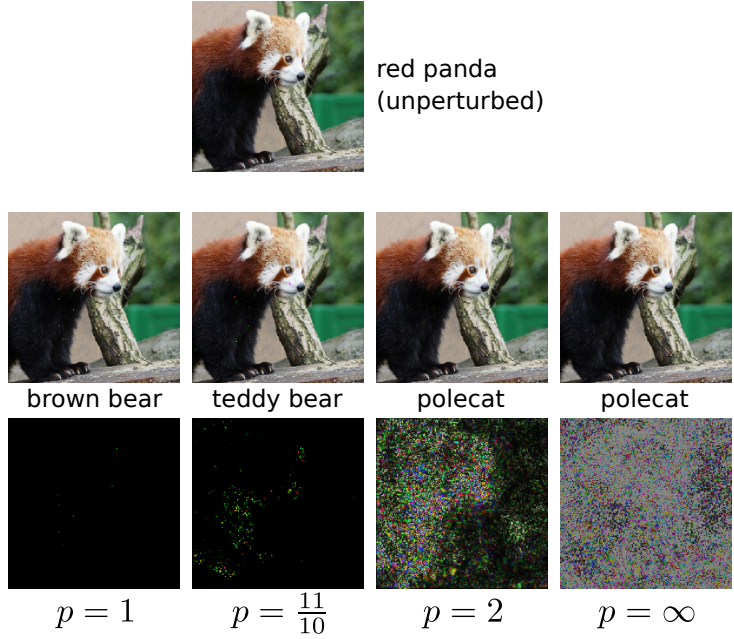 red panda
(unperturbed)
brown bear
teddy bear
polecat
polecat
p = 1
p = 11/10
p = 2
p = ∞